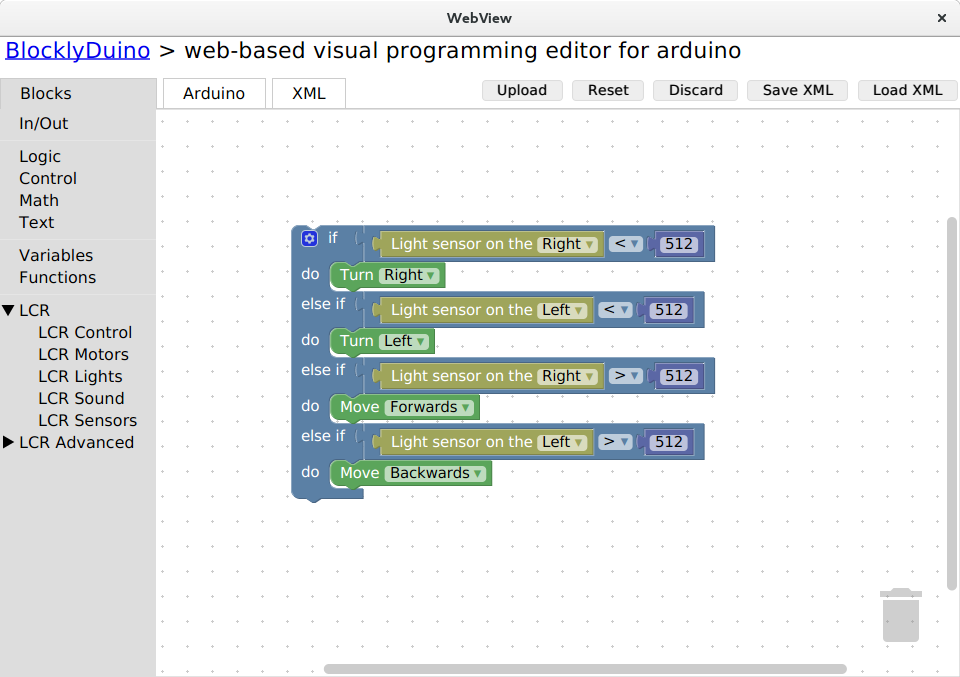 WebView ×
BlocklyDuino > web-based visual programming editor for arduino
Blocks Arduino XML Upload Reset Discard Save XML Load XML
In/Out
Logic
Control
Math
Text
Variables
Functions
LCR
LCR Control
LCR Motors
LCR Lights
LCR Sound
LCR Sensors
LCR Advanced
if Light sensor on the Right < 512
do Turn Right
else if Light sensor on the Left < 512
do Turn Left
else if Light sensor on the Right > 512
do Move Forwards
else if Light sensor on the Left > 512
do Move Backwards